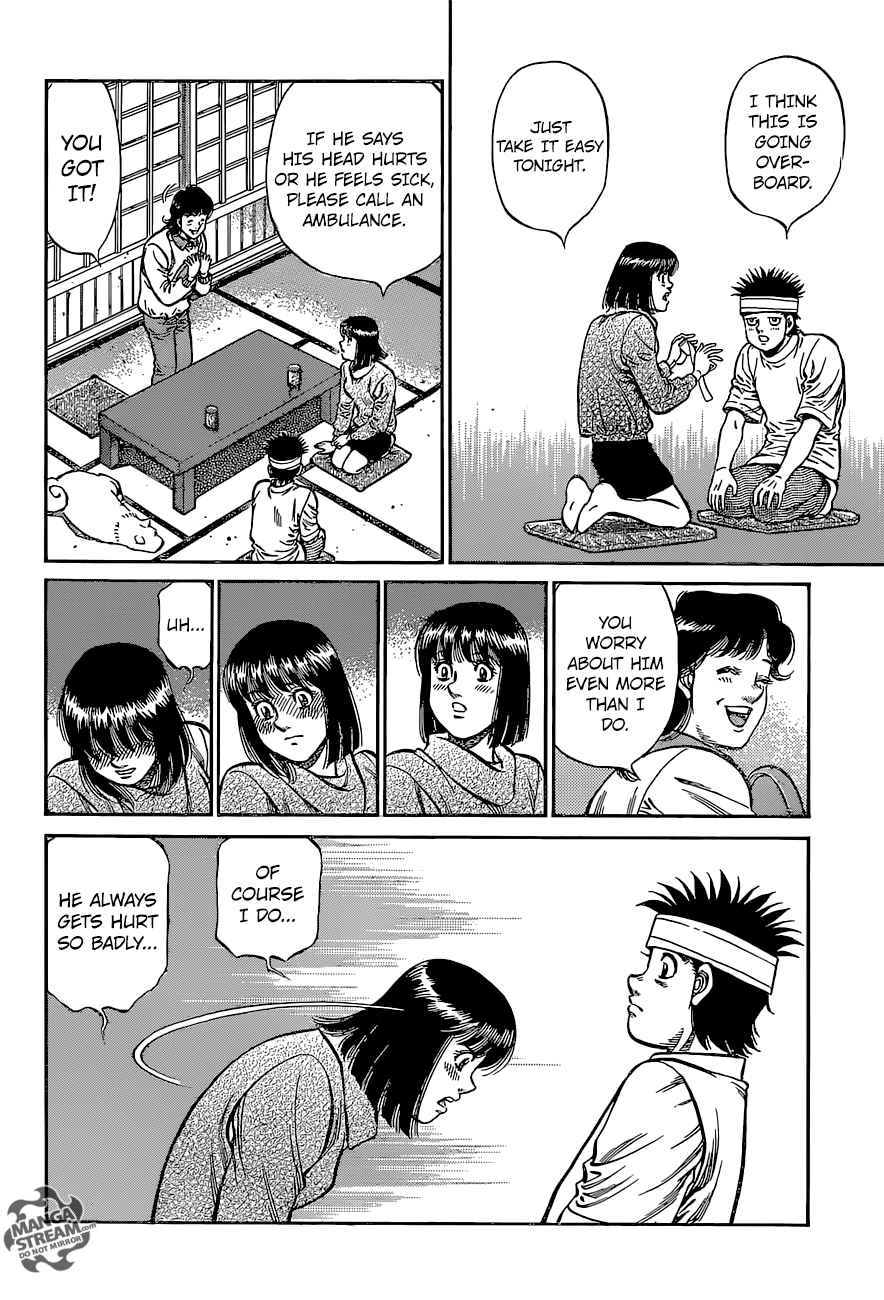 I THINK
THIS IS
GOING
OVER-
BOARD.
JUST
TAKE IT EASY
TONIGHT.
IF HE SAYS
HIS HEAD HURTS
OR HE FEELS SICK,
PLEASE CALL AN
AMBULANCE.
YOU
GOT
IT!
YOU
WORRY
ABOUT HIM
EVEN MORE
THAN I
DO.
UH...
OF
COURSE
I DO...
HE ALWAYS
GETS HURT
SO BADLY...
MANGA
STREAM.com
DO NOT MIRROR